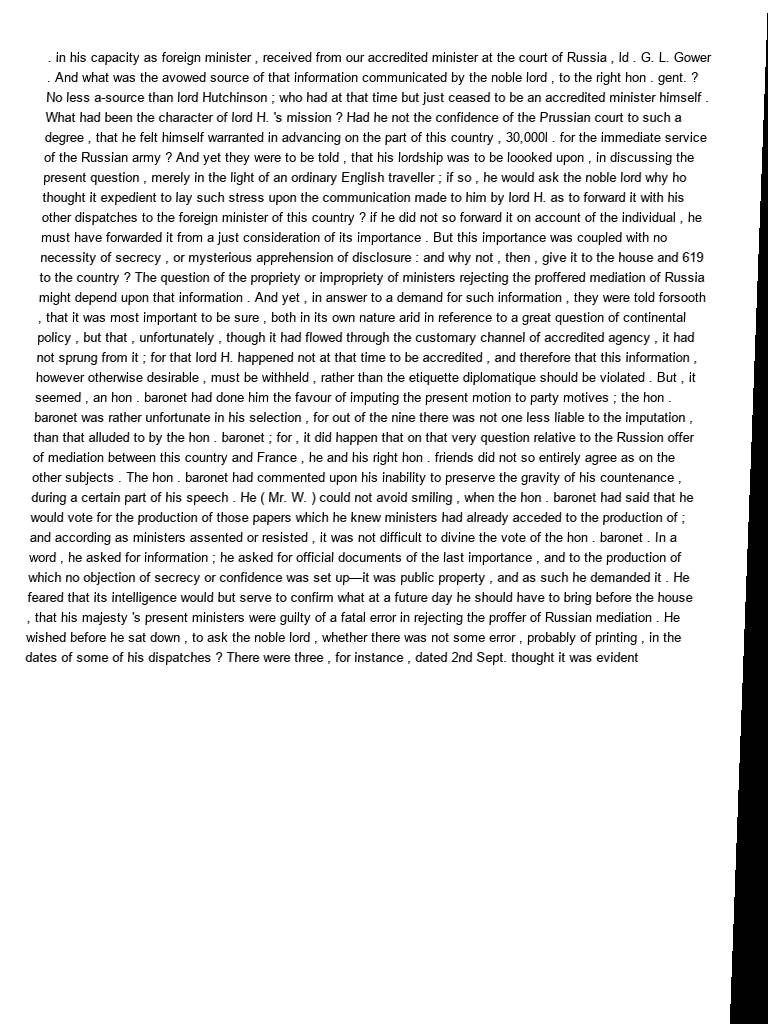 . in his capacity as foreign minister , received from our accredited minister at the court of Russia , ld . G. L. Gower
. And what was the avowed source of that information communicated by the noble lord , to the right hon . gent. ?
No less a-source than lord Hutchinson ; who had at that time but just ceased to be an accredited minister himself .
What had been the character of lord H. 's mission ? Had he not the confidence of the Prussian court to such a
degree , that he felt himself warranted in advancing on the part of this country , 30,000l . for the immediate service
of the Russian army ? And yet they were to be told , that his lordship was to be loooked upon , in discussing the
present question , merely in the light of an ordinary English traveller ; if so , he would ask the noble lord why ho
thought it expedient to lay such stress upon the communication made to him by lord H. as to forward it with his
other dispatches to the foreign minister of this country ? if he did not so forward it on account of the individual , he
must have forwarded it from a just consideration of its importance . But this importance was coupled with no
necessity of secrecy , or mysterious apprehension of disclosure : and why not , then , give it to the house and 619
to the country ? The question of the propriety or impropriety of ministers rejecting the proffered mediation of Russia
might depend upon that information . And yet , in answer to a demand for such information , they were told forsooth
, that it was most important to be sure , both in its own nature arid in reference to a great question of continental
policy , but that , unfortunately , though it had flowed through the customary channel of accredited agency , it had
not sprung from it ; for that lord H. happened not at that time to be accredited , and therefore that this information ,
however otherwise desirable , must be withheld , rather than the etiquette diplomatique should be violated . But , it
seemed , an hon . baronet had done him the favour of imputing the present motion to party motives ; the hon .
baronet was rather unfortunate in his selection , for out of the nine there was not one less liable to the imputation ,
than that alluded to by the hon . baronet ; for , it did happen that on that very question relative to the Russion offer
of mediation between this country and France , he and his right hon . friends did not so entirely agree as on the
other subjects . The hon . baronet had commented upon his inability to preserve the gravity of his countenance ,
during a certain part of his speech . He ( Mr. W. ) could not avoid smiling , when the hon . baronet had said that he
would vote for the production of those papers which he knew ministers had already acceded to the production of ;
and according as ministers assented or resisted , it was not difficult to divine the vote of the hon . baronet . In a
word , he asked for information ; he asked for official documents of the last importance , and to the production of
which no objection of secrecy or confidence was set up—it was public property , and as such he demanded it . He
feared that its intelligence would but serve to confirm what at a future day he should have to bring before the house
, that his majesty 's present ministers were guilty of a fatal error in rejecting the proffer of Russian mediation . He
wished before he sat down , to ask the noble lord , whether there was not some error , probably of printing , in the
dates of some of his dispatches ? There were three , for instance , dated 2nd Sept. thought it was evident